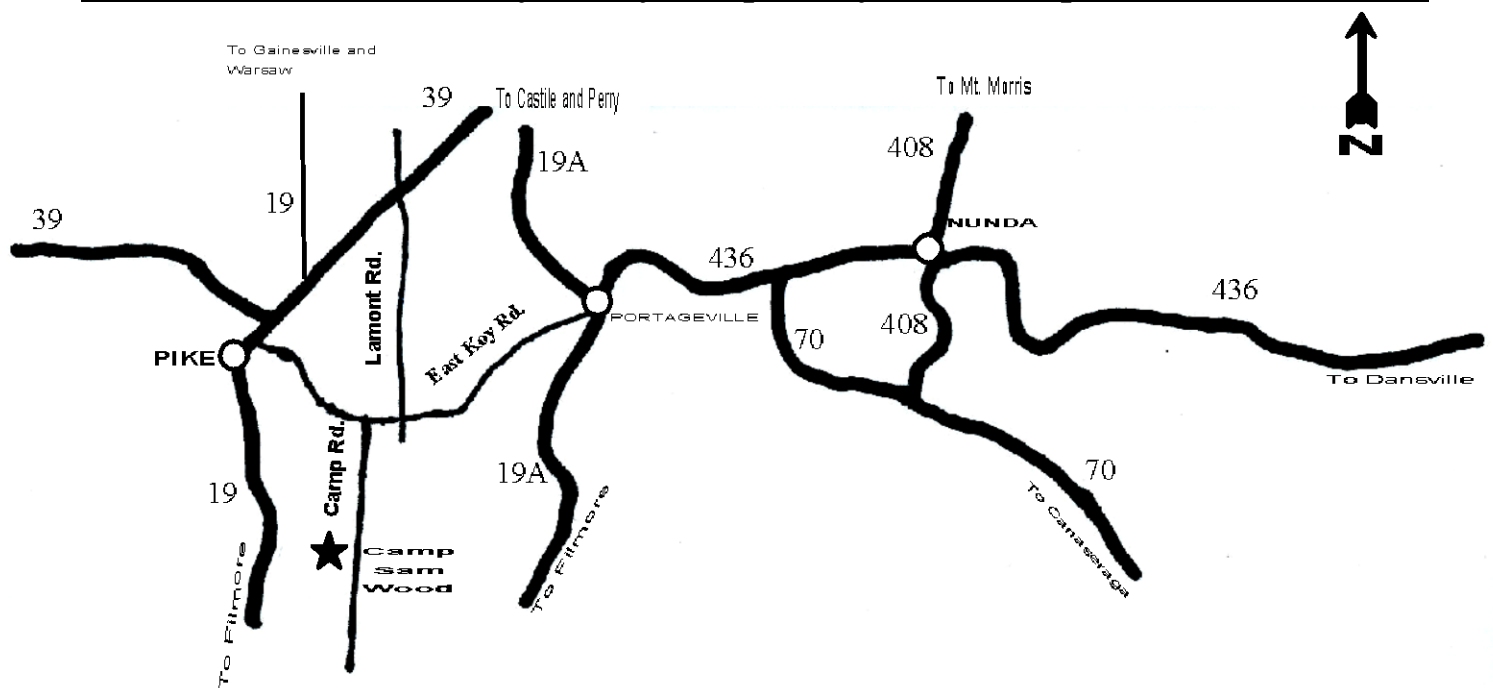 To Gainesville and
Warsaw
39
To Castile and Perry
To Mt. Morris
19A
408
N
19
39
NUNDA
436
Lamont Rd.
East Koy Rd.
PORTAGEVILLE
436
408
70
PIKE
To Dansville
Camp Rd.
19
19A
70
To Filmore
To Canaseraga
Camp
Sam
Wood
To Filmore